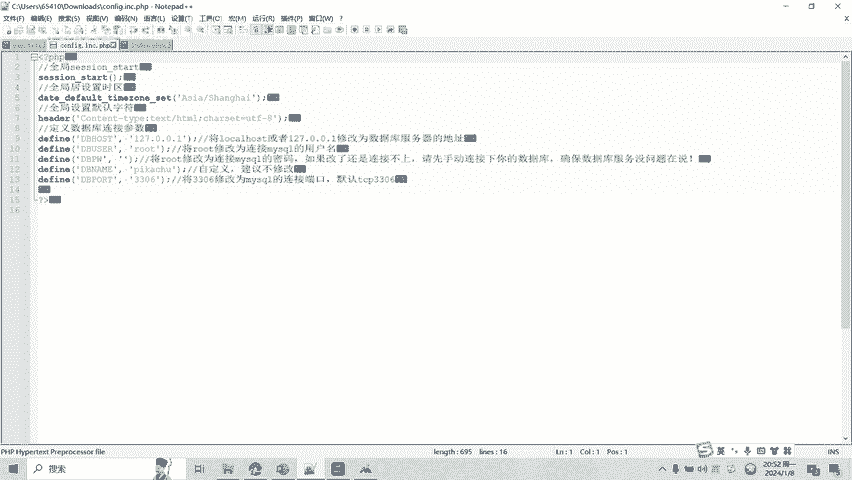 C:\Users\65410\Downloads\config.inc.php - Notepad++
文件(F) 编辑(E) 搜索(S) 视图(V) 编码(N) 语言(L) 设置(T) 工具(O) 宏(M) 运行(R) 插件(P) 窗口(W) ?
config.inc.php
1 <?php
2 //全局session_start
3 session_start();
4 //全局居设置时区
5 date_default_timezone_set('Asia/Shanghai');
6 //全局设置默认字符
7 header('Content-type:text/html;charset=utf-8');
8 //定义数据库连接参数
9 define('DBHOST', '127.0.0.1');//将localhost或者127.0.0.1修改为数据库服务器的地址
10 define('DBUSER', 'root');//将root修改为连接mysql的用户名
11 define('DBPW', '');//将root修改为连接mysql的密码，如果改了还是连接不上，请先手动连接下你的数据库，确保数据库服务没问题在说！
12 define('DBNAME', 'pikachu');//自定义，建议不修改
13 define('DBPORT', '3306');//将3306修改为mysql的连接端口，默认tcp3306
14
15 ?>
16
PHP Hypertext Preprocessor file length : 695 lines : 16 Ln : 1 Col : 1 Pos : 1 INS
搜索 英 20:52 周一
2024/1/8